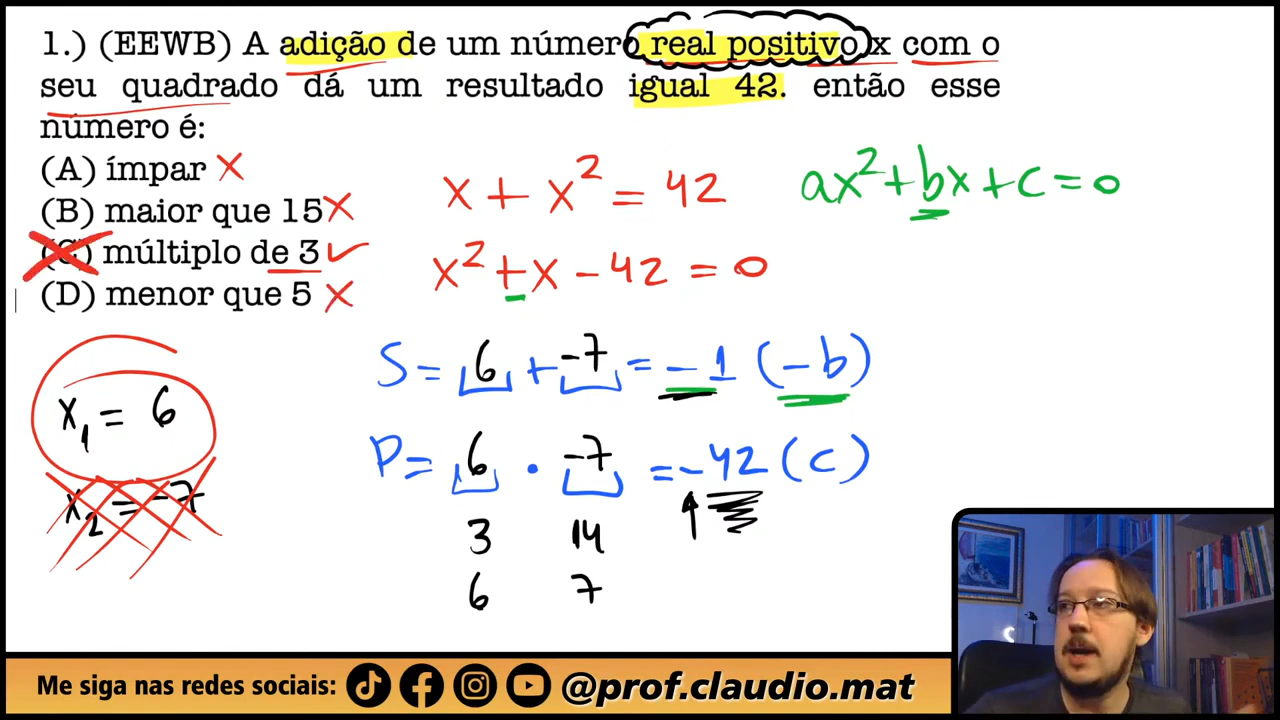 1.) (EEWB) A adição de um número real positivo x com o
seu quadrado dá um resultado igual 42. então esse
número é:
(A) ímpar X
(B) maior que 15 X
(C) múltiplo de 3 ✓
(D) menor que 5 X
x + x² = 42
ax² + bx + c = 0
x² + x - 42 = 0
S = 6 + -7 = -1 (-b)
P = 6 · -7 = -42 (c)
3 14
6 7
x₁ = 6
x₂ = -7
Me siga nas redes sociais: @prof.claudio.mat